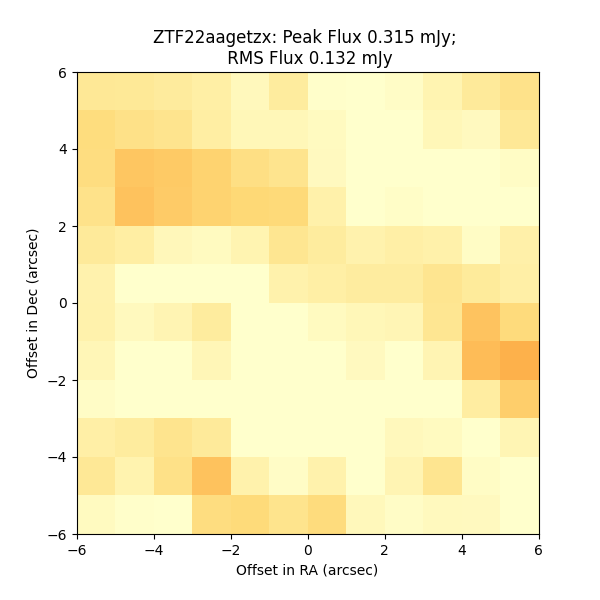 ZTF22aagetzx: Peak Flux 0.315 mJy;
RMS Flux 0.132 mJy
6
4
2
0
−2
−4
−6
Offset in Dec (arcsec)
−6 −4 −2 0 2 4 6
Offset in RA (arcsec)